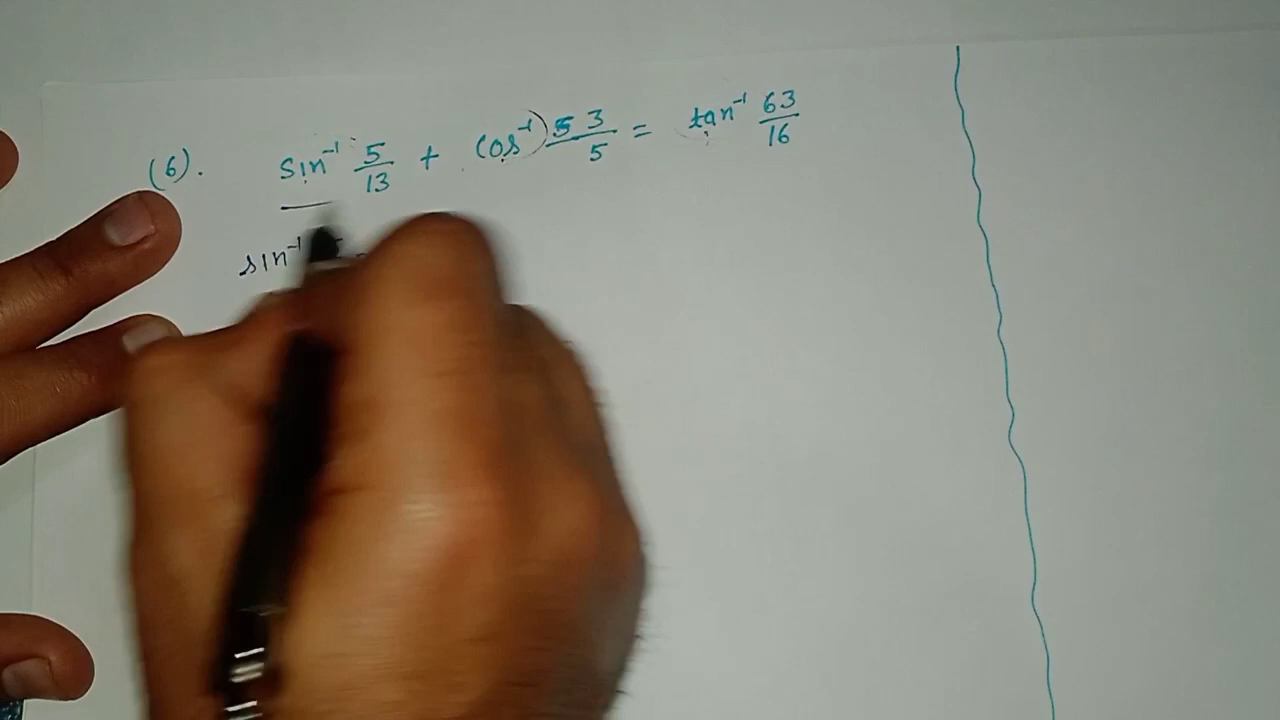 (6). sin⁻¹ 5/13 + cos⁻¹ 3/5 = tan⁻¹ 63/16
sin⁻¹